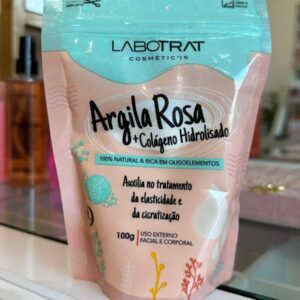 LABOTRAT
COSMÉTICOS
Argila Rosa
+ Colágeno Hidrolisado
100% NATURAL & RICA EM OLIGOELEMENTOS
Auxilia no tratamento
da elasticidade e
da cicratização
100g
USO EXTERNO
FACIAL E CORPORAL